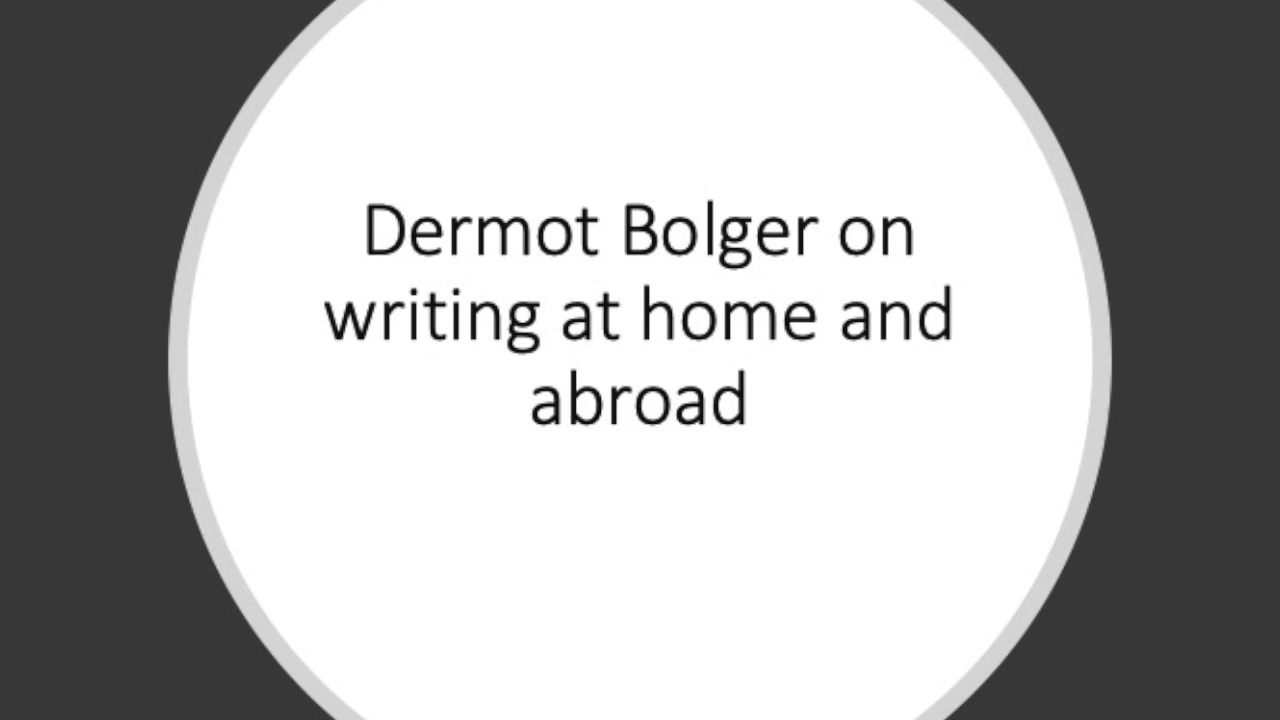 Dermot Bolger on
writing at home and
abroad